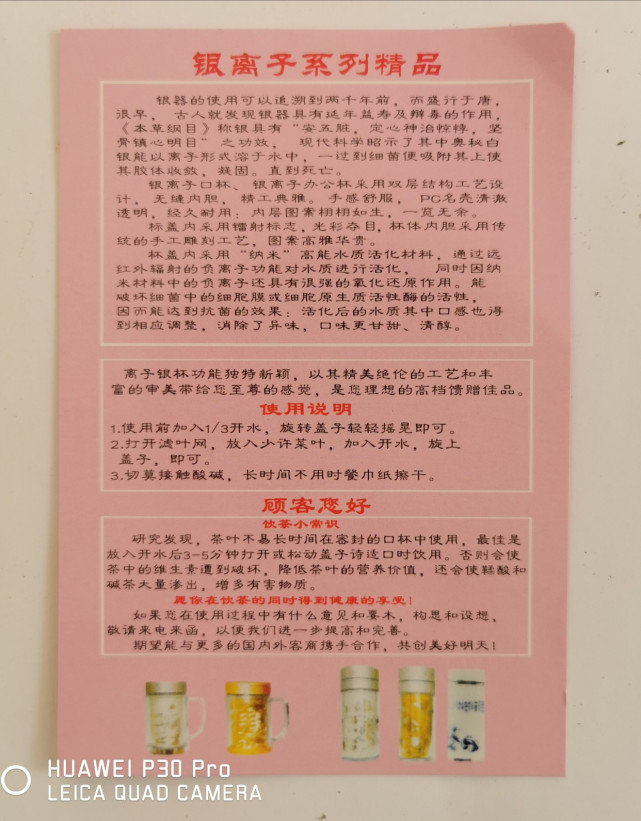 银离子系列精品
银器的使用可以追溯到两千年前，而盛行于唐，
很早，古人就发现银器具有延年益寿及辩毒的作用，
《本草纲目》称银具有“安五脏，定心神治惊悸，坚
骨镇心明目”之功效，现代科学昭示了其中奥秘自
银能以离子形式溶于水中，一过到细菌便吸附其上使
其胶体收敛，凝固。直到死亡。
银离子口杯、银离子办公杯采用双层结构工艺设
计，无缝内胆，精工典雅。手感舒服，PC名壳清澈
透明，经久耐用；内层图案栩栩如生，一览无余。
标盖内采用镭射标志，光彩夺目，杯体内胆采用传
统的手工雕刻工艺，图案高雅华贵。
杯盖内采用“纳米”高能水质活化材料，通过远
红外辐射的负离子功能对水质进行活化，同时因纳
米材料中的负离子还具有很强的氧化还原作用。能
破坏细菌中的细胞膜或细胞原生质活性酶的活性，
因而能达到抗菌的效果；活化后的水质其中口感也得
到相应调整，消除了异味，口味更甘甜、清醇。
离子银杯功能独特新颖，以其精美绝伦的工艺和丰
富的审美带给您至尊的感觉，是您理想的高档馈赠佳品。
使用说明
1.使用前加入1/3开水，旋转盖子轻轻摇晃即可。
2.打开滤叶网，放入少许菜叶，加入开水，旋上
盖子，即可。
3.切莫接触酸碱，长时间不用时餐巾纸擦干。
顾客您好
饮茶小常识
研究发现，茶叶不易长时间在密封的口杯中使用，最佳是
放入开水后3-5分钟打开或松动盖子诗适口时饮用。否则会使
茶中的维生素遭到破坏，降低茶叶的营养价值，还会使鞣酸和
碱茶大量渗出，增多有害物质。
愿你在饮茶的同时得到健康的享受！
如果您在使用过程中有什么意见和要木，构思和设想，
敬请来电来函，以便我们进一步提高和完善。
期望能与更多的国内外客商携手合作，共创美好明天！
HUAWEI P30 Pro
LEICA QUAD CAMERA